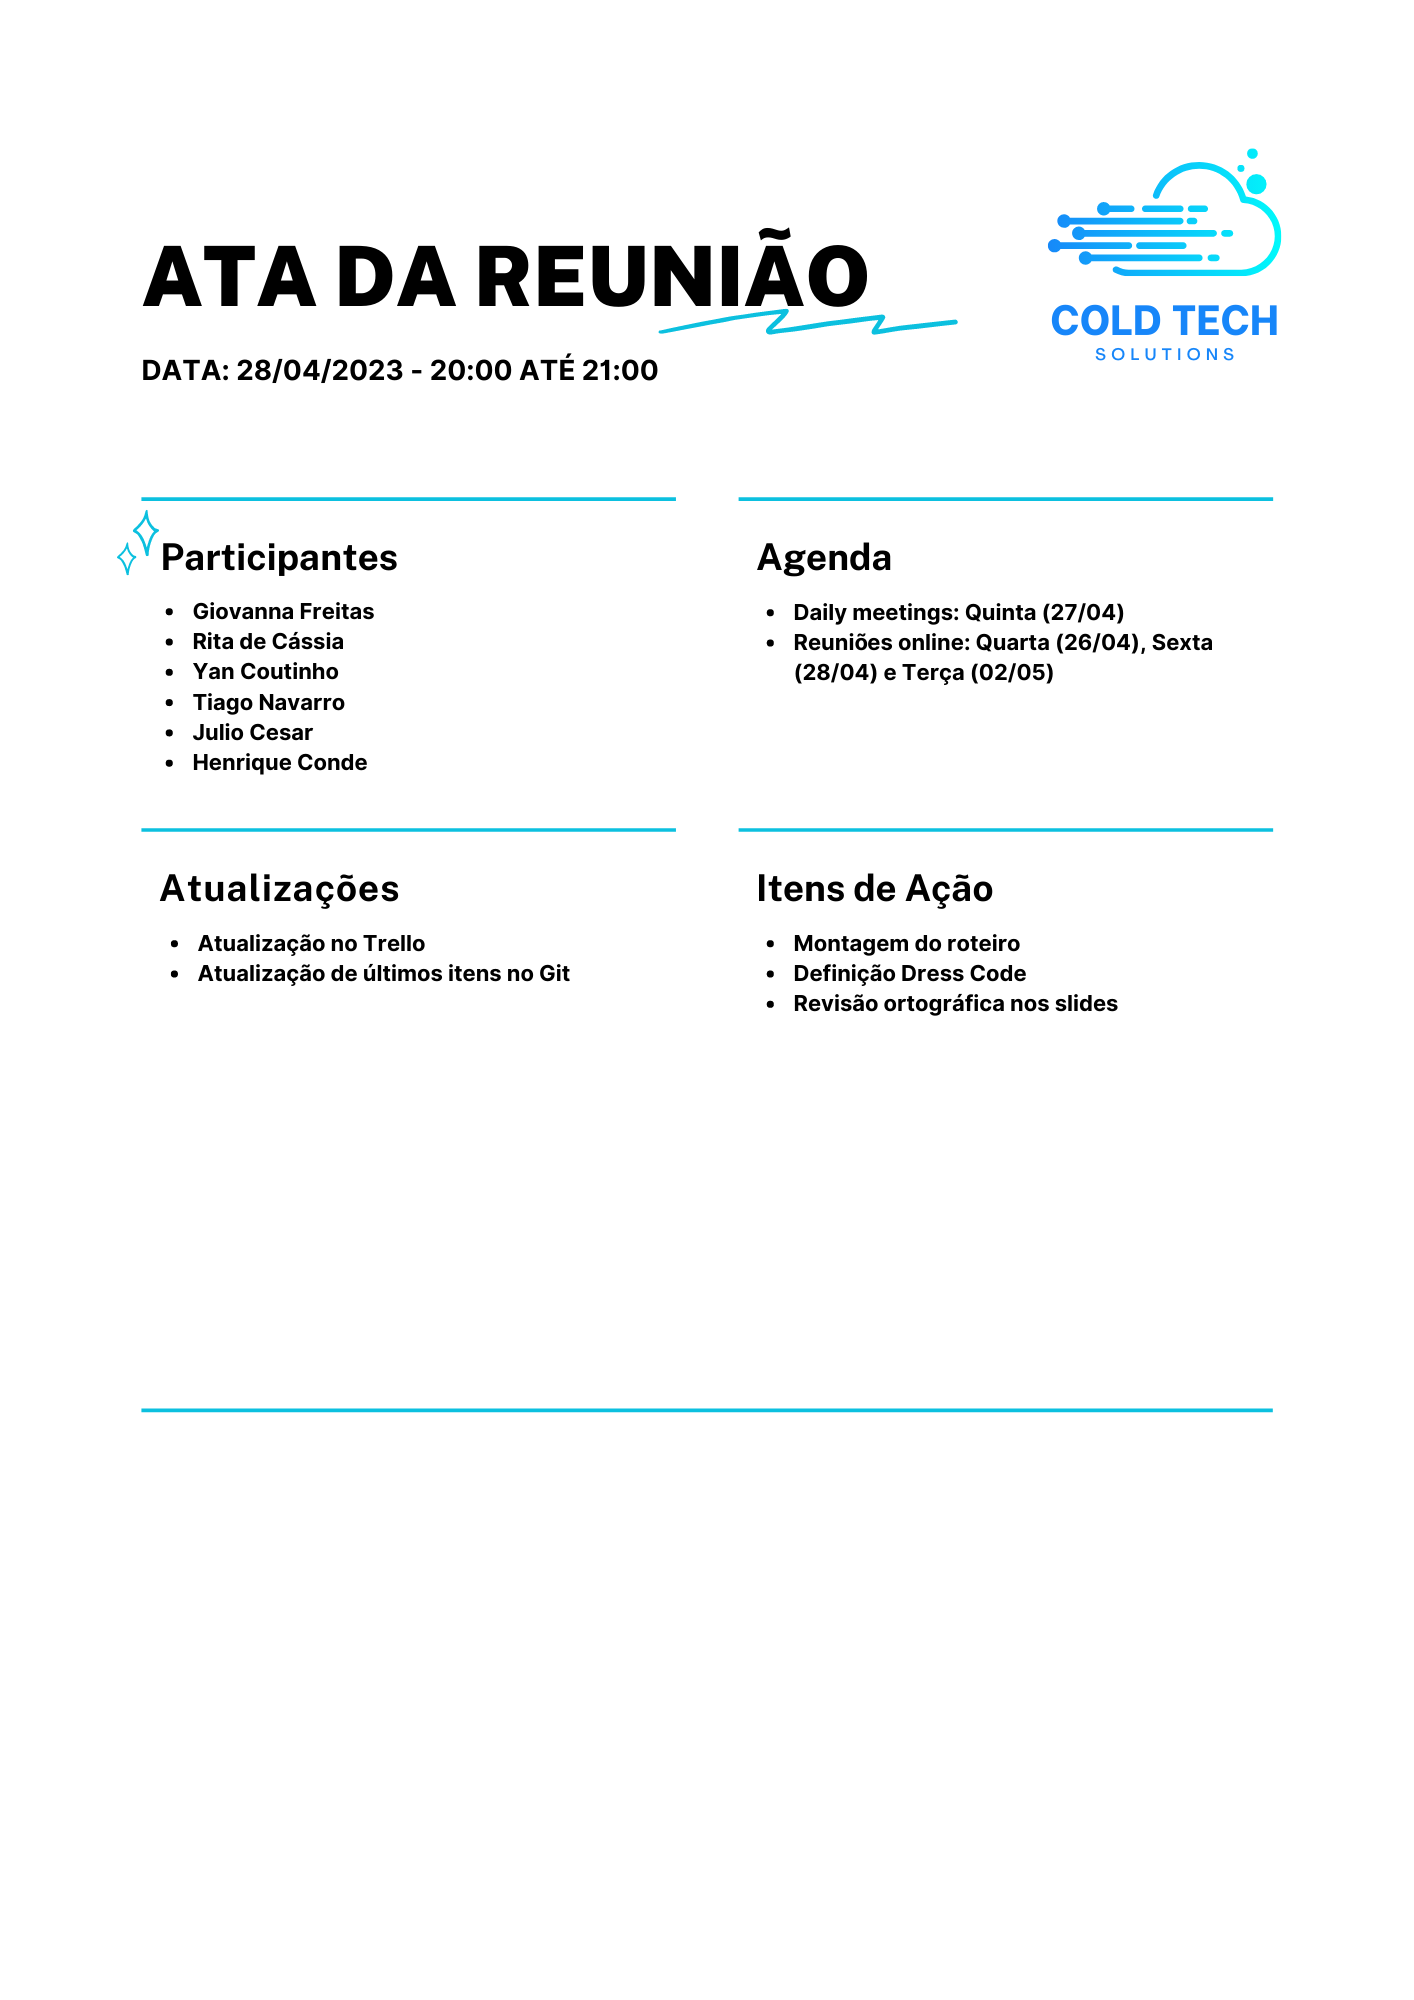 ATA DA REUNIÃO
COLD TECH
SOLUTIONS
DATA: 28/04/2023 - 20:00 ATÉ 21:00
Participantes
• Giovanna Freitas
• Rita de Cássia
• Yan Coutinho
• Tiago Navarro
• Julio Cesar
• Henrique Conde
Agenda
• Daily meetings: Quinta (27/04)
• Reuniões online: Quarta (26/04), Sexta
(28/04) e Terça (02/05)
Atualizações
• Atualização no Trello
• Atualização de últimos itens no Git
Itens de Ação
• Montagem do roteiro
• Definição Dress Code
• Revisão ortográfica nos slides